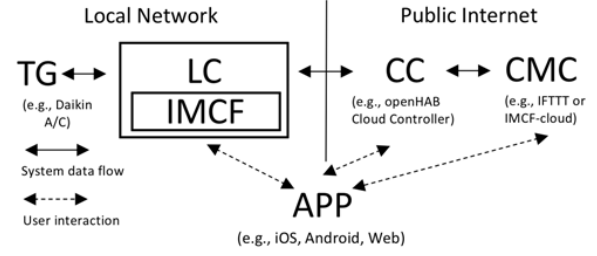 Local Network
Public Internet
TG
LC
CC
CMC
IMCF
(e.g., Daikin
A/C)
(e.g., openHAB
Cloud Controller)
(e.g., IFTTT or
IMCF-cloud)
System data flow
User interaction
APP
(e.g., iOS, Android, Web)